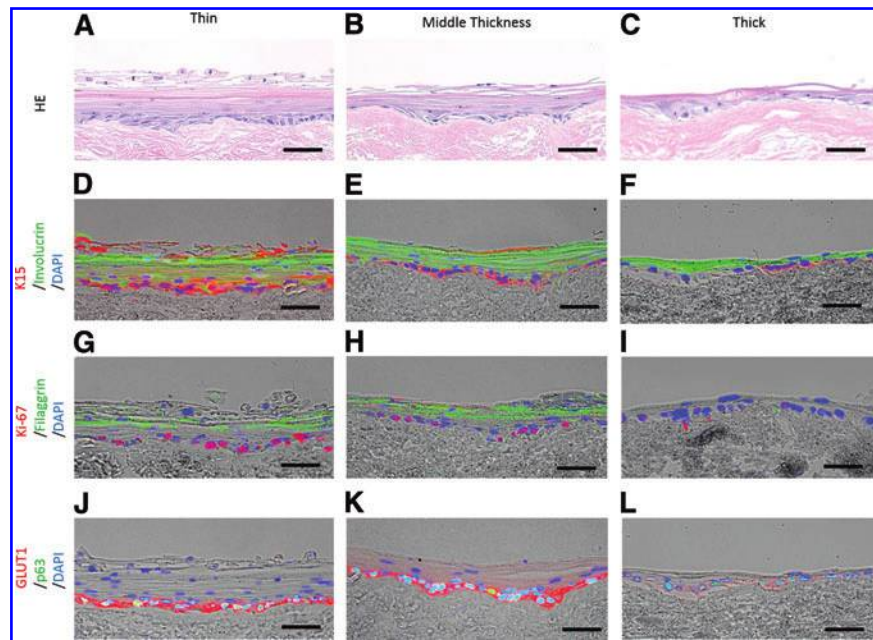 Thin
Middle Thickness
Thick
A
B
C
HE
D
E
F
K15
/Involucrin
/DAPI
G
H
I
Ki-67
/Filaggrin
/DAPI
J
K
L
GLUT1
/p63
/DAPI